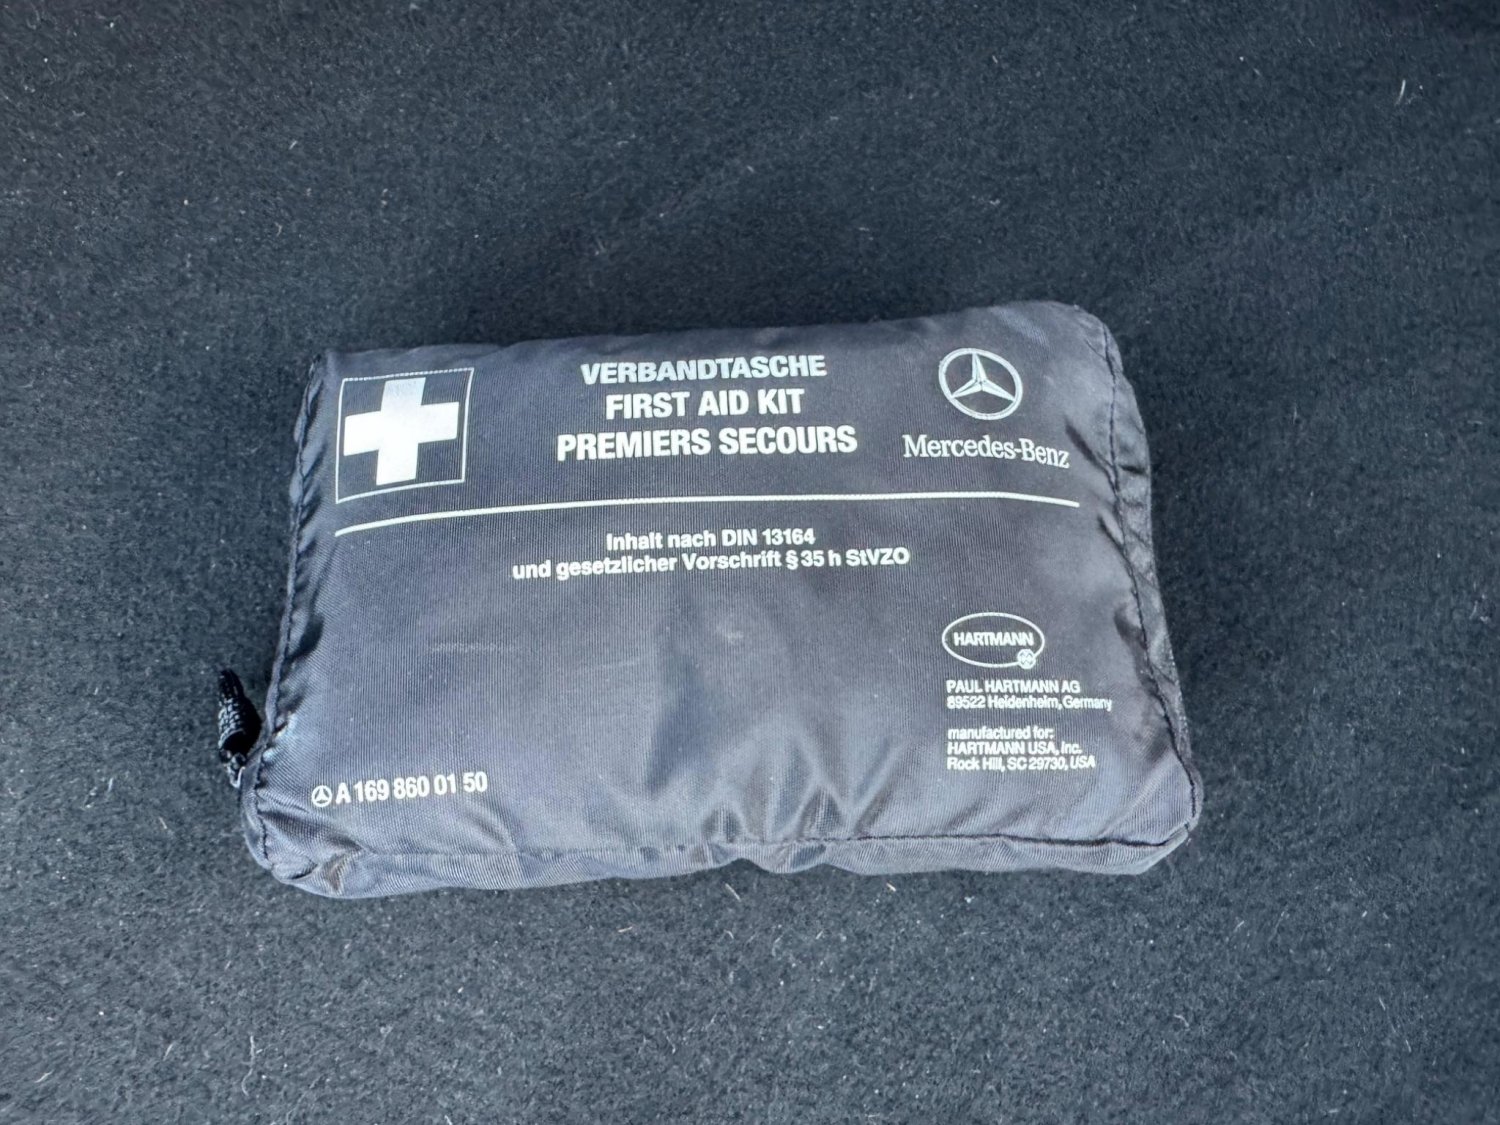 VERBANDTASCHE
FIRST AID KIT
PREMIERS SECOURS
Mercedes-Benz
Inhalt nach DIN 13164
und gesetzlicher Vorschrift § 35 h StVZO
HARTMANN
PAUL HARTMANN AG
89522 Heidenheim, Germany
manufactured for:
HARTMANN USA, Inc.
Rock Hill, SC 29730, USA
A 169 860 01 50